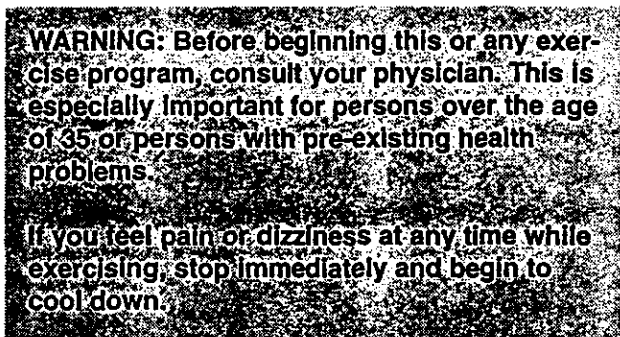 WARNING: Before beginning this or any exer-
cise program, consult your physician. This is
especially important for persons over the age
of 35 or persons with pre-existing health
problems.
If you feel pain or dizziness at any time while
exercising, stop immediately and begin to
cool down.